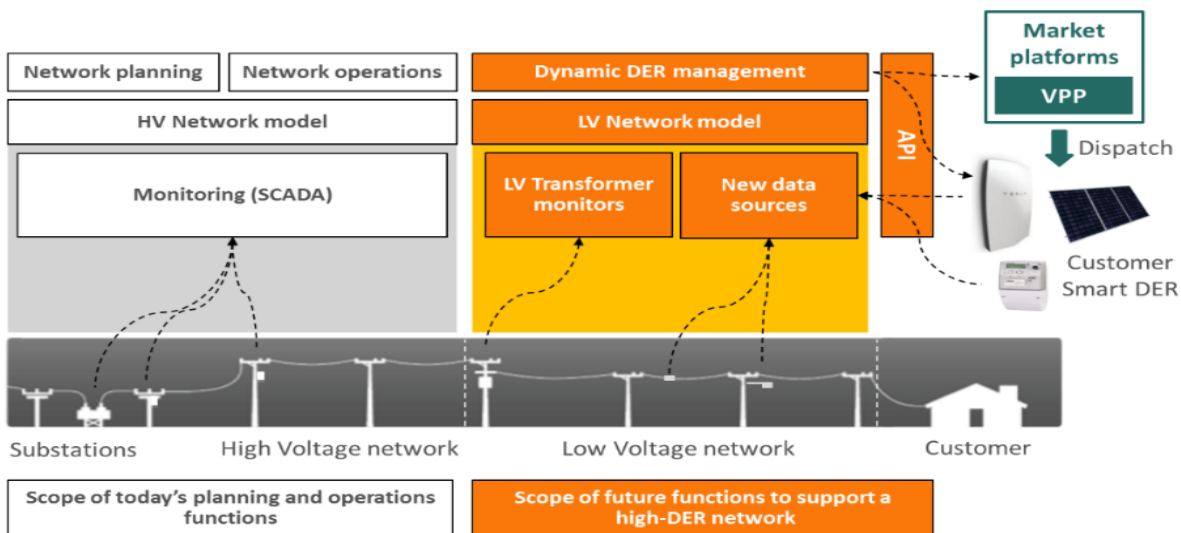 Network planning
Network operations
Dynamic DER management
Market
platforms
VPP
HV Network model
LV Network model
API
Dispatch
Monitoring (SCADA)
LV Transformer
monitors
New data
sources
Customer
Smart DER
Substations
High Voltage network
Low Voltage network
Customer
Scope of today's planning and operations
functions
Scope of future functions to support a
high-DER network